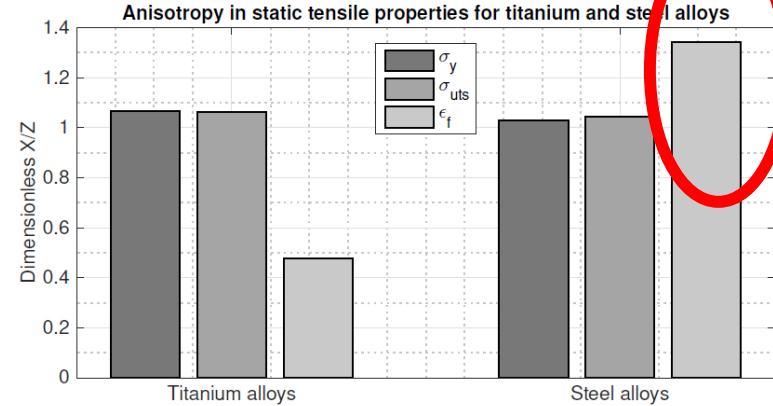 Anisotropy in static tensile properties for titanium and steel alloys
1.4
1.2
1
0.8
0.6
0.4
0.2
0
Dimensionless X/Z
σy
σuts
ϵf
Titanium alloys
Steel alloys